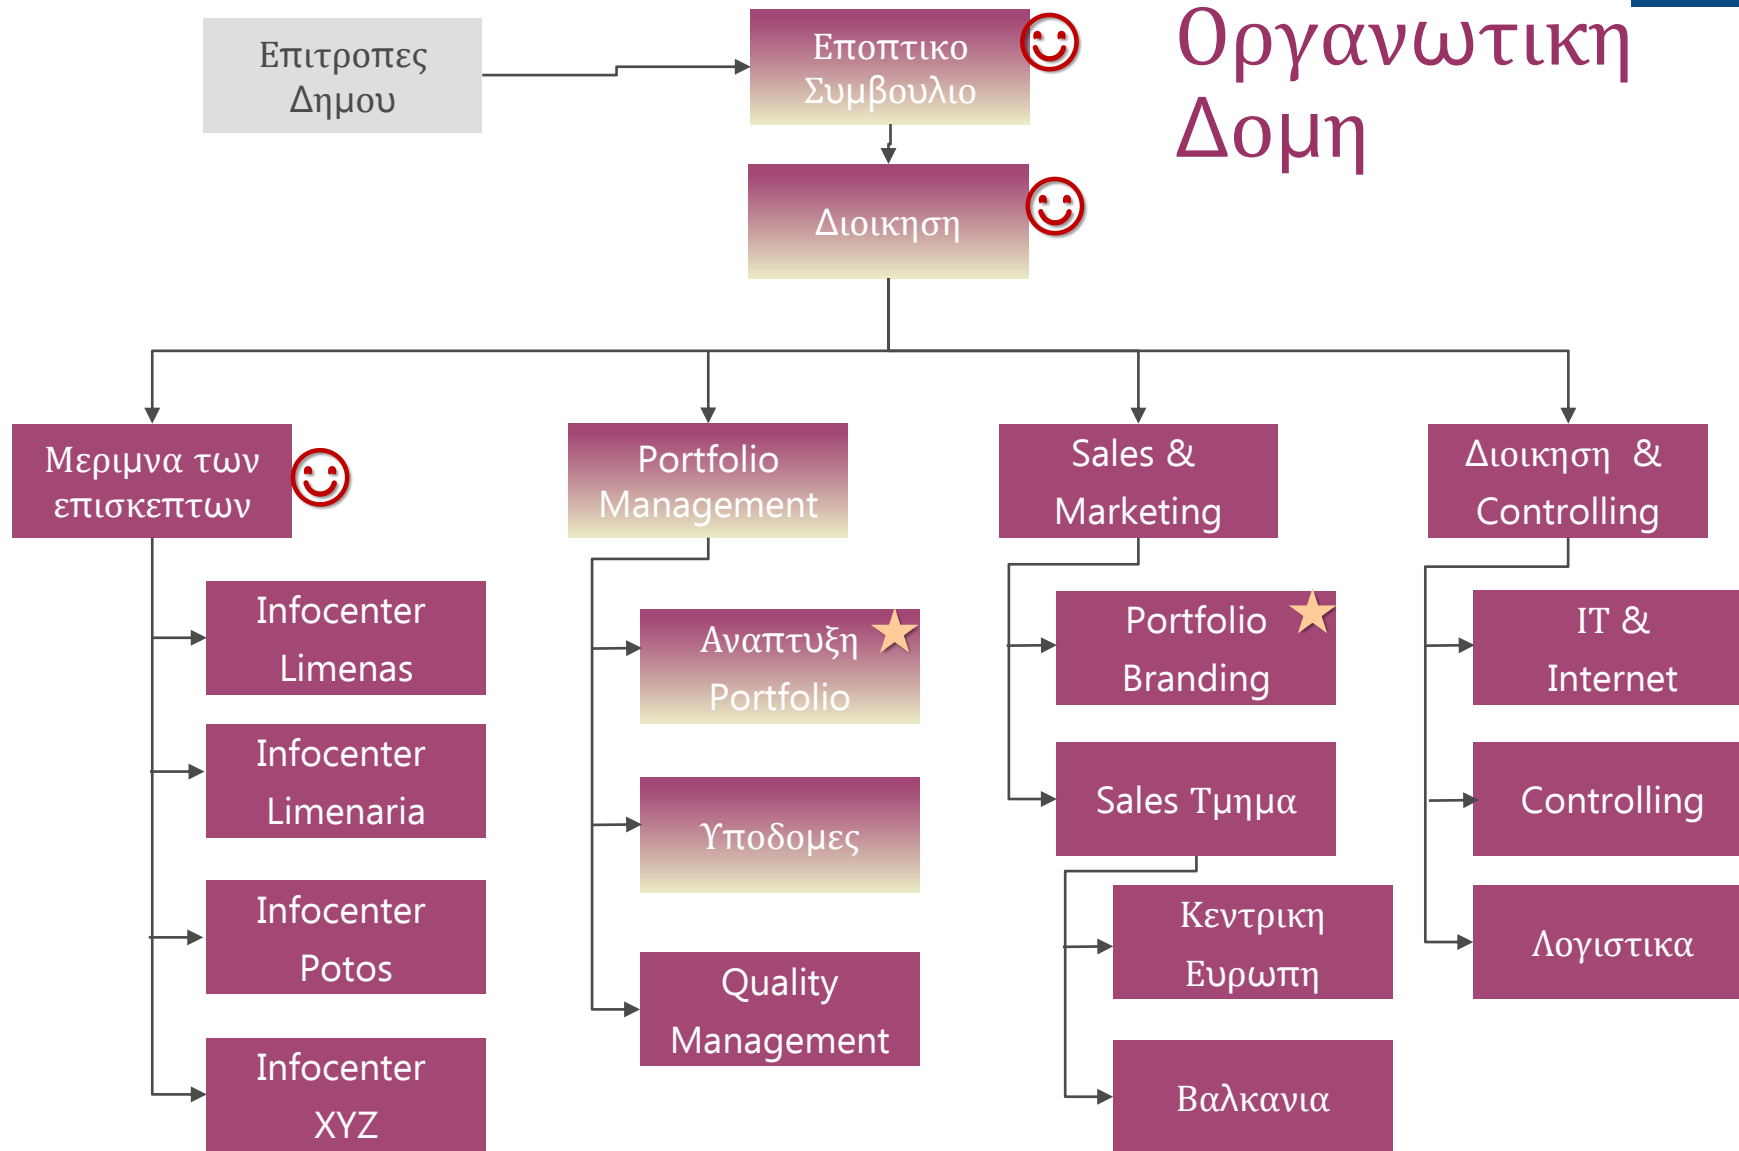 Οργανωτικη
Δομη
Επιτροπες
Δημου
Εποπτικο
Συμβουλιο
Διοικηση
Μεριμνα των
επισκεπτων
Portfolio
Management
Sales &
Marketing
Διοικηση &
Controlling
Infocenter
Limenas
Infocenter
Limenaria
Infocenter
Potos
Infocenter
XYZ
Αναπτυξη
Portfolio
Υποδομες
Quality
Management
Portfolio
Branding
Sales Τμημα
Κεντρικη
Ευρωπη
Βαλκανια
IT &
Internet
Controlling
Λογιστικα